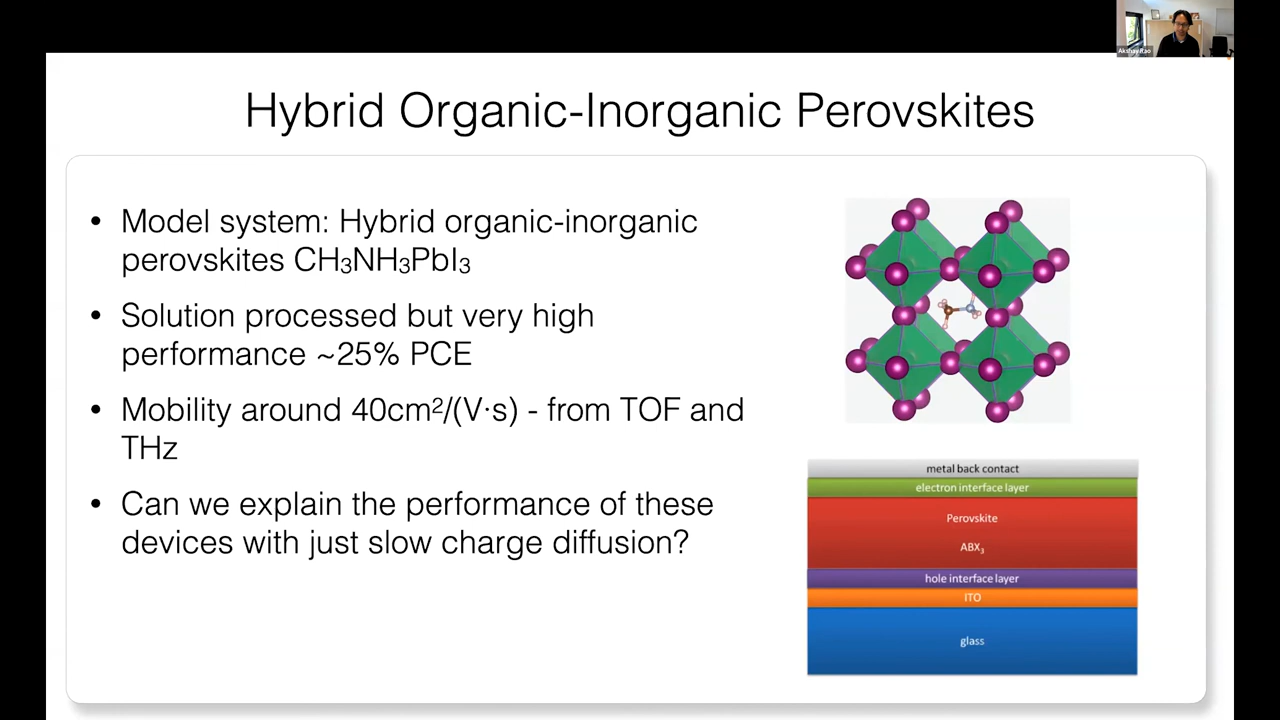 Akshay Rao
Hybrid Organic-Inorganic Perovskites
• Model system: Hybrid organic-inorganic
perovskites CH₃NH₃PbI₃
• Solution processed but very high
performance ~25% PCE
• Mobility around 40cm²/(V·s) - from TOF and
THz
• Can we explain the performance of these
devices with just slow charge diffusion?
metal back contact
electron interface layer
Perovskite
ABX₃
hole interface layer
ITO
glass